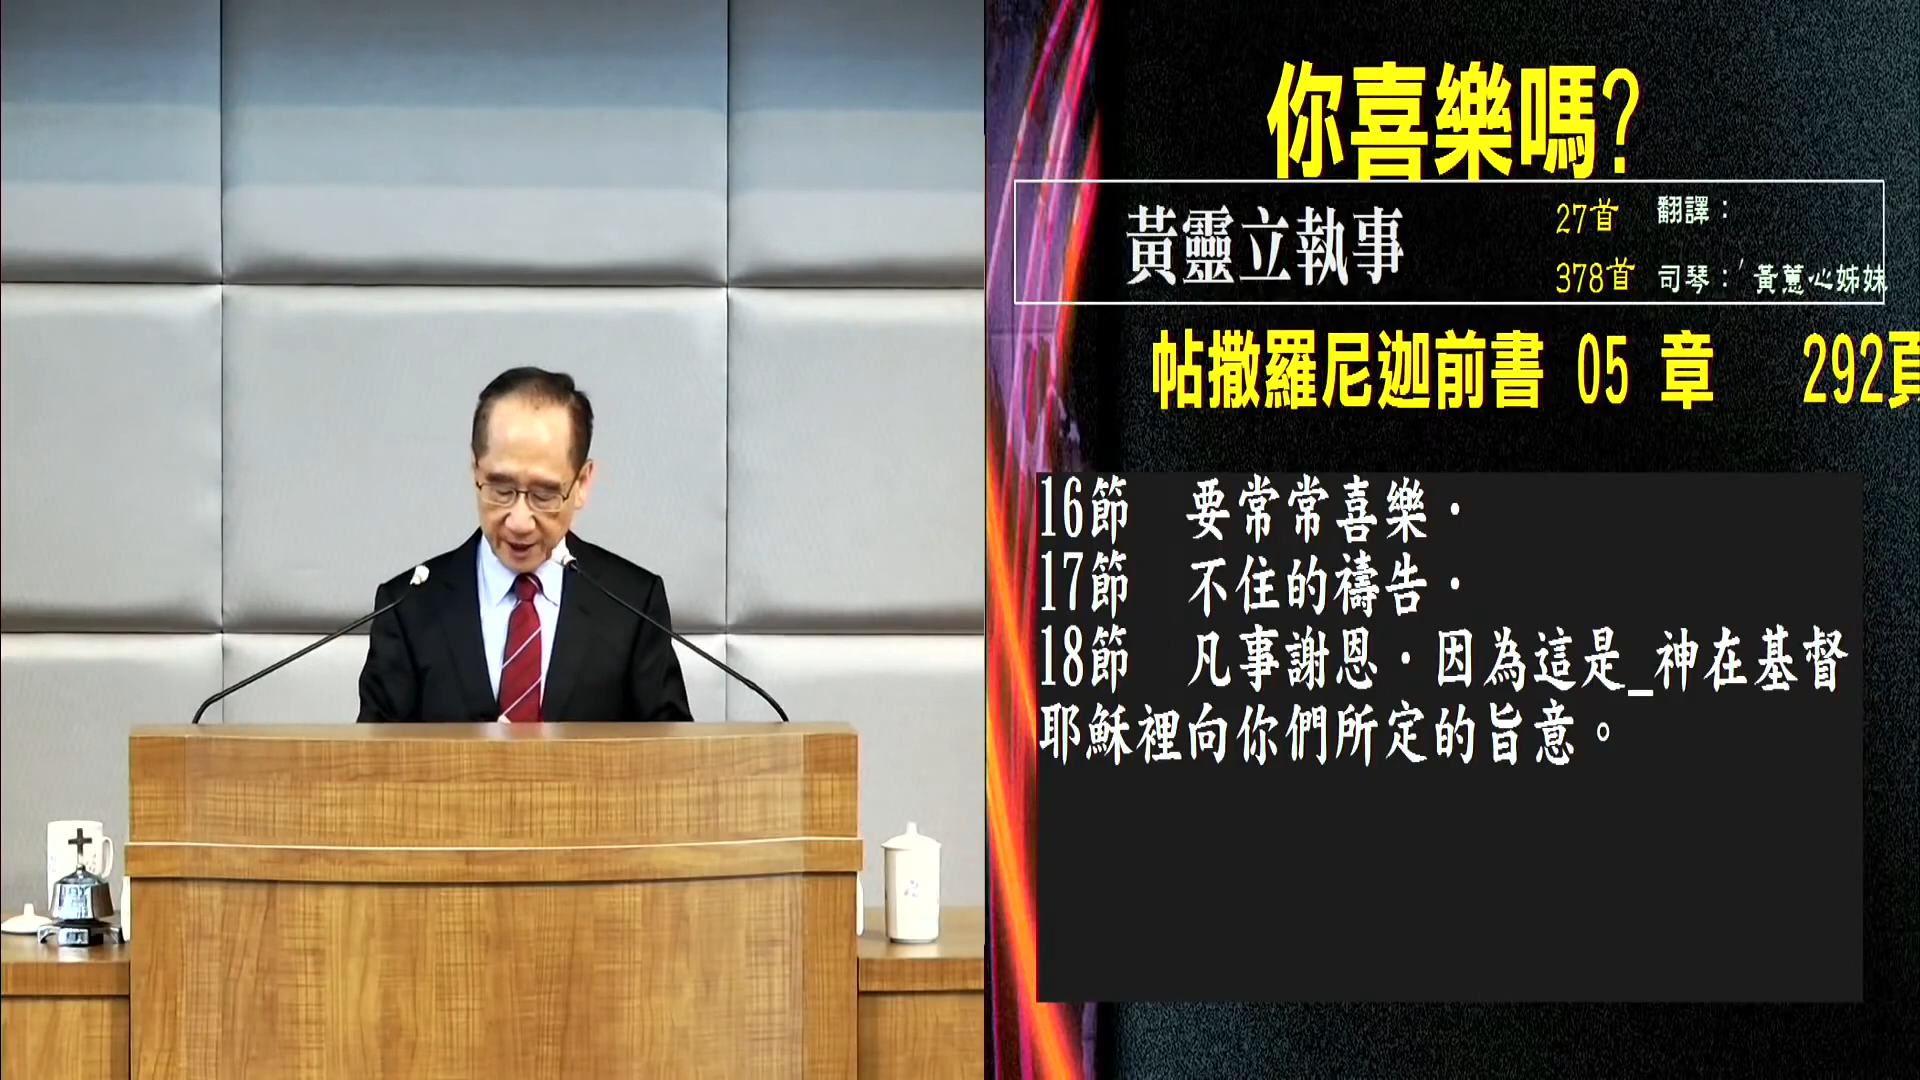 你喜樂嗎?
黃靈立執事
27首 翻譯：
378首 司琴：' 黃蕙心姊妹
帖撒羅尼迦前書 05 章 292頁
16節 要常常喜樂．
17節 不住的禱告．
18節 凡事謝恩．因為這是_神在基督
耶穌裡向你們所定的旨意。